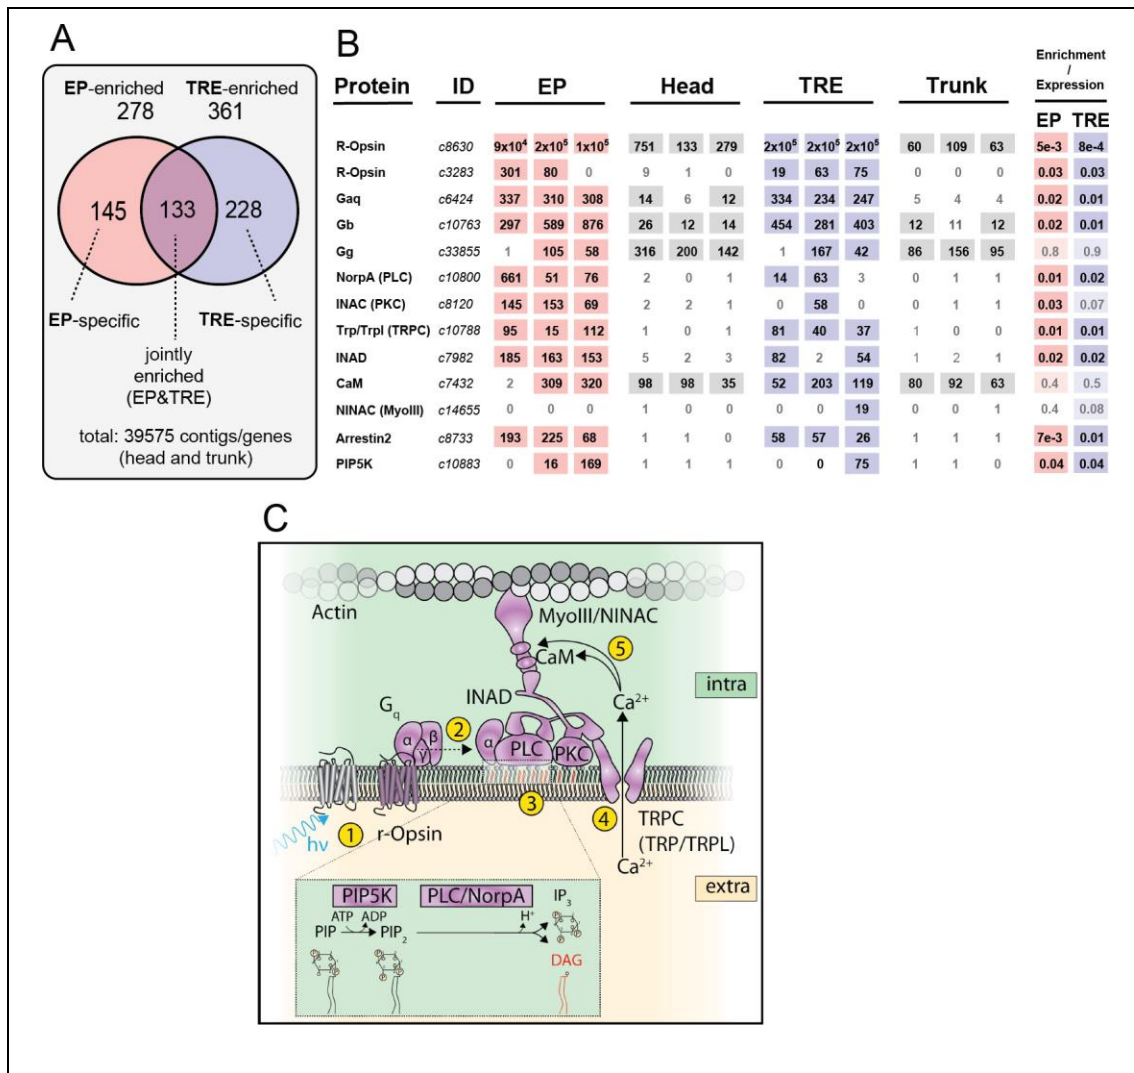 A
EP-enriched TRE-enriched
278 361
145 133 228
EP-specific TRE-specific
jointly
enriched
(EP&TRE)
total: 39575 contigs/genes
(head and trunk)
B
Enrichment
/
Expression
Protein ID EP Head TRE Trunk EP TRE
R-Opsin c8630 9x10⁴ 2x10⁵ 1x10⁵ 751 133 279 2x10⁵ 2x10⁵ 2x10⁵ 60 109 63 5e-3 8e-4
R-Opsin c3283 301 80 0 9 1 0 19 63 75 0 0 0 0.03 0.03
Gaq c6424 337 310 308 14 6 12 334 234 247 5 4 4 0.02 0.01
Gb c10763 297 589 876 26 12 14 454 281 403 12 11 12 0.02 0.01
Gg c33855 1 105 58 316 200 142 1 167 42 86 156 95 0.8 0.9
NorpA (PLC) c10800 661 51 76 2 0 1 14 63 3 0 1 1 0.01 0.02
INAC (PKC) c8120 145 153 69 2 2 1 0 58 0 0 1 1 0.03 0.07
Trp/Trpl (TRPC) c10788 95 15 112 1 0 1 81 40 37 1 0 0 0.01 0.01
INAD c7982 185 163 153 5 2 3 82 2 54 1 2 1 0.02 0.02
CaM c7432 2 309 320 98 98 35 52 203 119 80 92 63 0.4 0.5
NINAC (MyoIII) c14655 0 0 0 1 0 0 0 0 19 0 0 1 0.4 0.08
Arrestin2 c8733 193 225 68 1 1 0 58 57 26 1 1 1 7e-3 0.01
PIP5K c10883 0 16 169 1 1 1 0 0 75 1 1 0 0.04 0.04
C
Actin
MyoIII/NINAC
CaM
5
intra
INAD
Ca²⁺
Gq
α β γ
2
α PLC PKC
3
4
1
hν
r-Opsin
TRPC
(TRP/TRPL)
Ca²⁺
extra
PIP5K PLC/NorpA IP₃
ATP ADP H⁺
PIP PIP₂
DAG